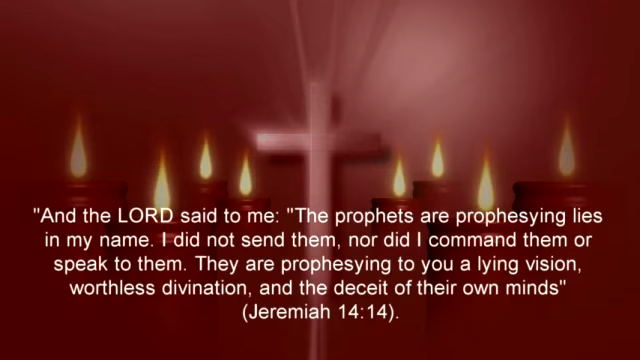 "And the LORD said to me: "The prophets are prophesying lies
in my name. I did not send them, nor did I command them or
speak to them. They are prophesying to you a lying vision,
worthless divination, and the deceit of their own minds"
(Jeremiah 14:14).